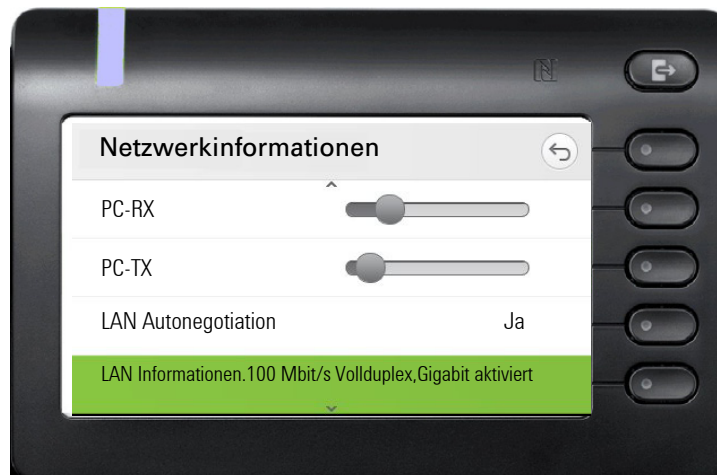 Netzwerkinformationen
PC-RX
PC-TX
LAN Autonegotiation Ja
LAN Informationen.100 Mbit/s Vollduplex,Gigabit aktiviert